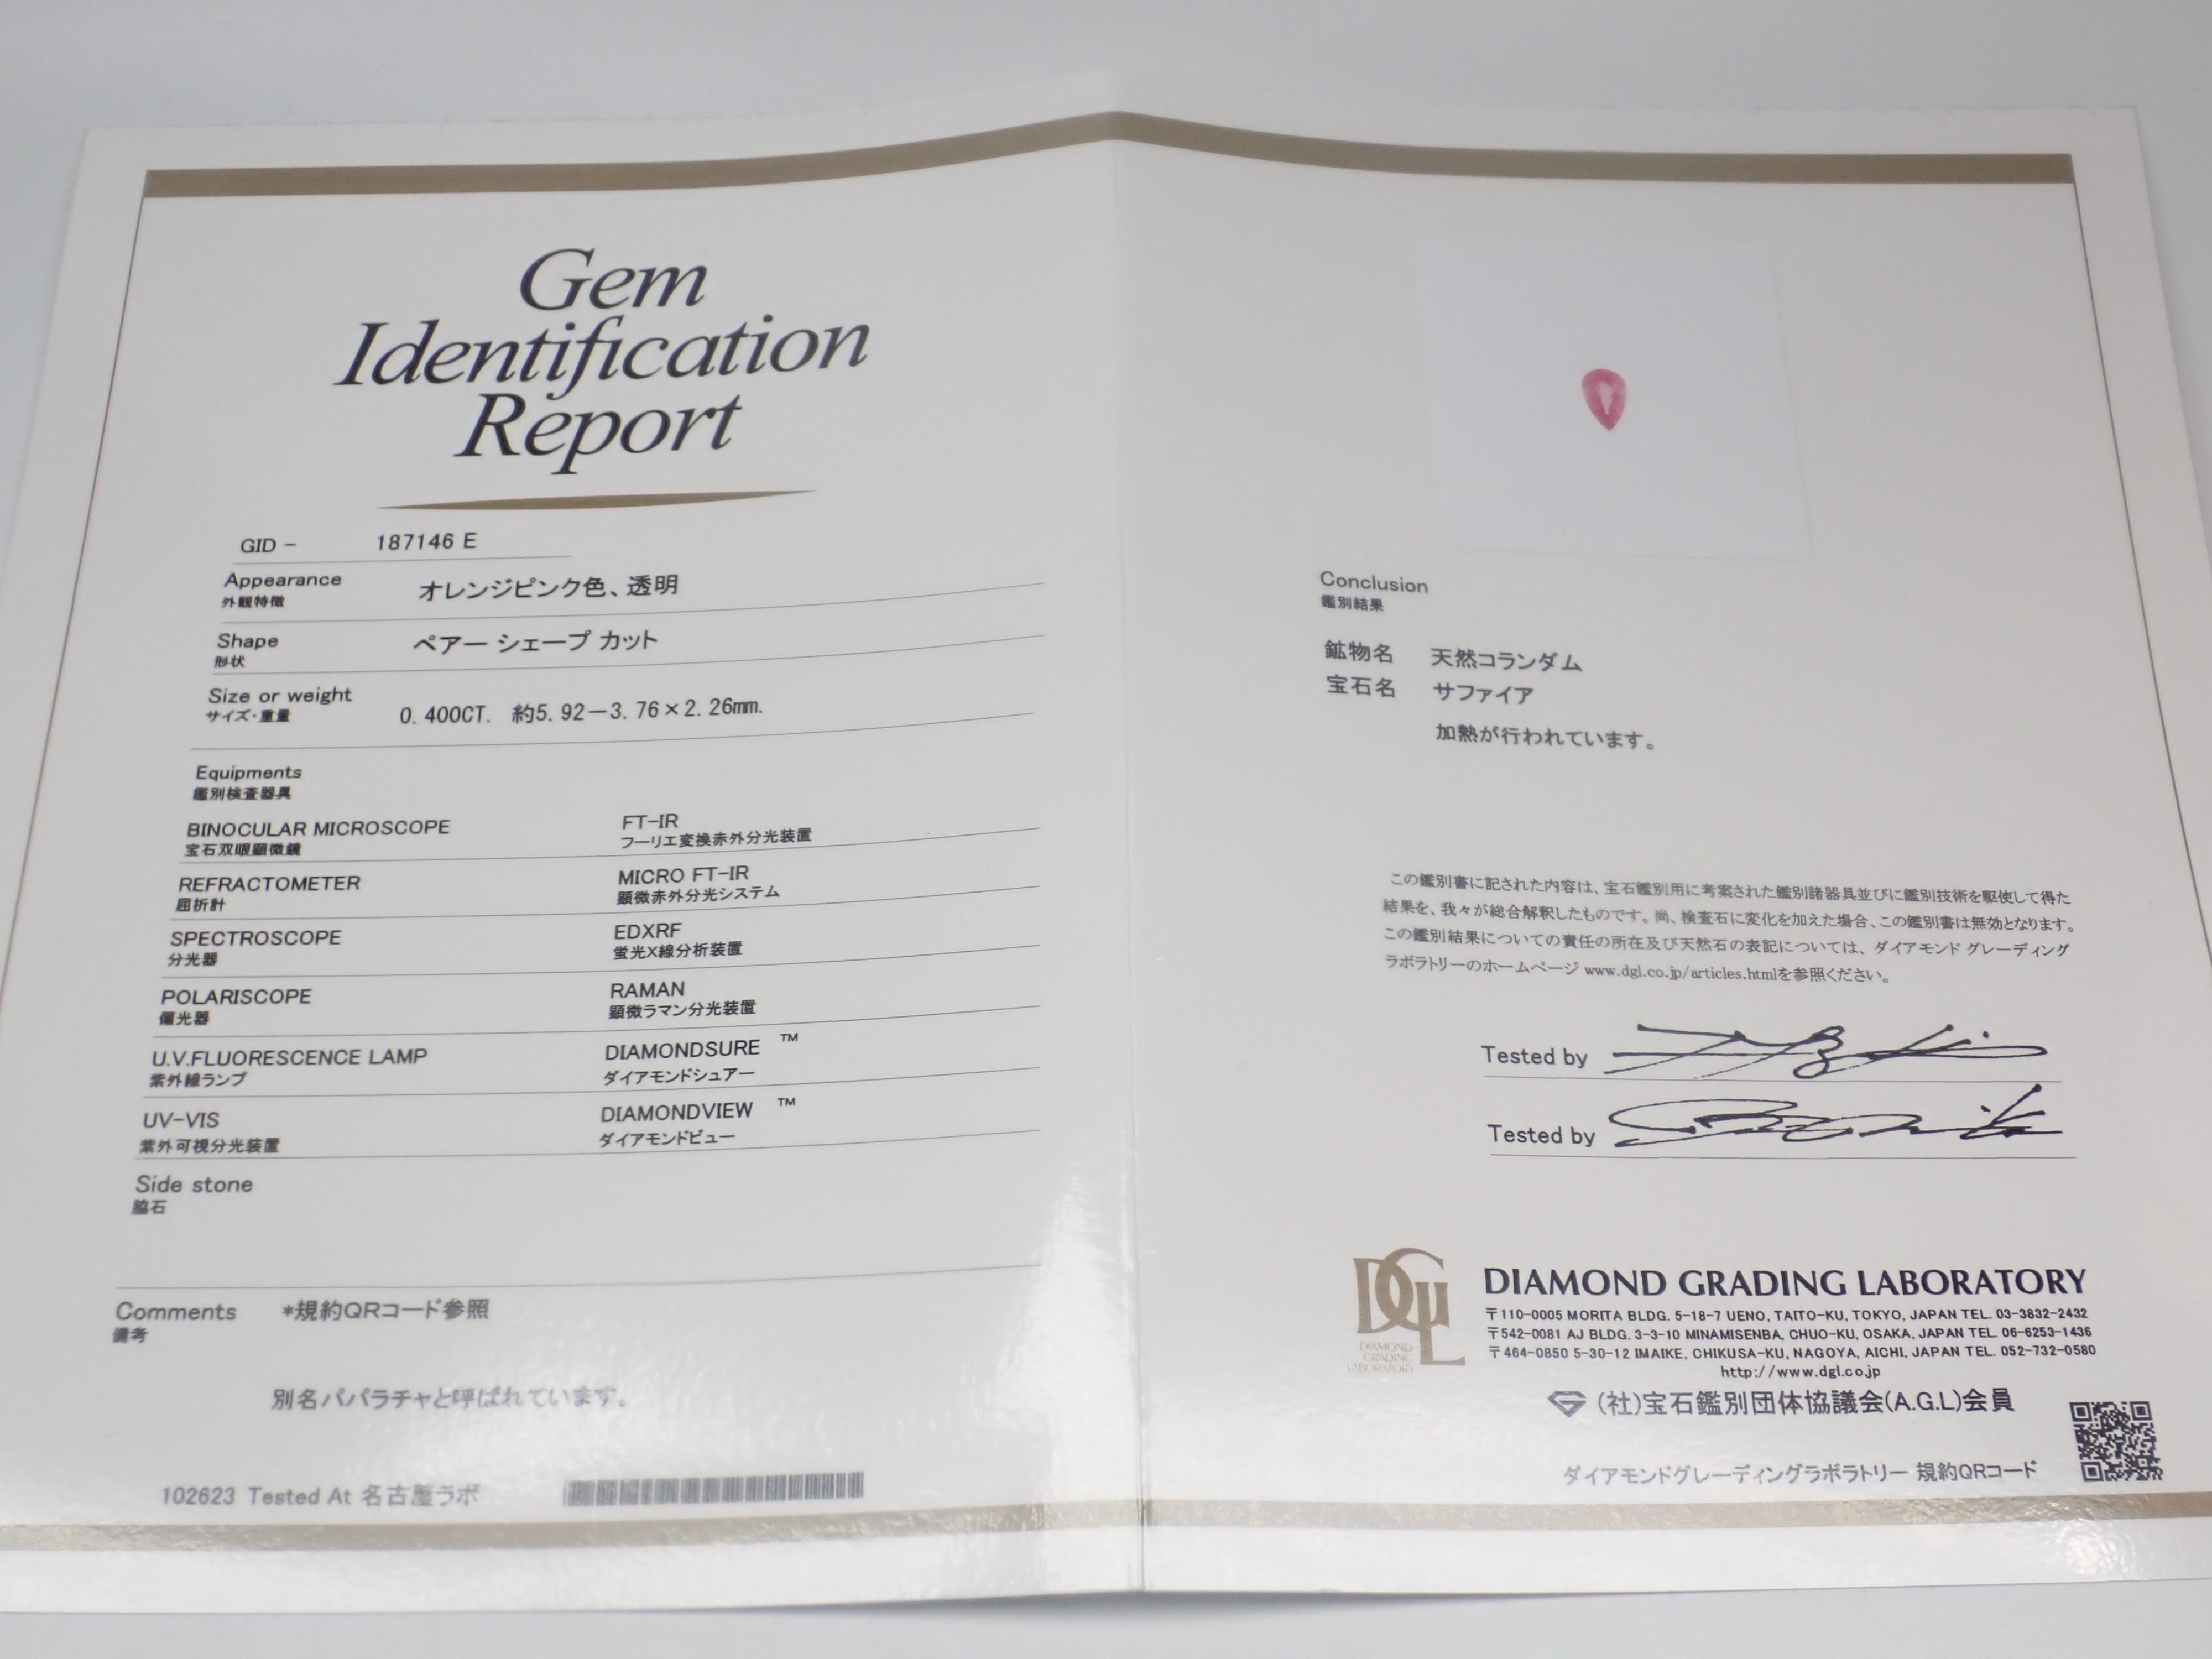 Gem
Identification
Report
GID - 187146 E
Appearance オレンジピンク色、透明
外観特徴
Shape ペアー シェープ カット
形状
Size or weight 0.400CT. 約5.92－3.76×2.26mm.
サイズ・重量
Equipments
鑑別検査器具
BINOCULAR MICROSCOPE FT-IR
宝石双眼顕微鏡 フーリエ変換赤外分光装置
REFRACTOMETER MICRO FT-IR
屈折計 顕微赤外分光システム
SPECTROSCOPE EDXRF
分光器 蛍光X線分析装置
POLARISCOPE RAMAN
偏光器 顕微ラマン分光装置
U.V.FLUORESCENCE LAMP DIAMONDSURE ™
紫外線ランプ ダイアモンドシュアー
UV-VIS DIAMONDVIEW ™
紫外可視分光装置 ダイアモンドビュー
Side stone
脇石
Comments *規約QRコード参照
備考
別名パパラチャと呼ばれています。
102623 Tested At 名古屋ラボ
Conclusion
鑑別結果
鉱物名 天然コランダム
宝石名 サファイア
加熱が行われています。
この鑑別書に記された内容は、宝石鑑別用に考案された鑑別諸器具並びに鑑別技術を駆使して得た
結果を、我々が総合解釈したものです。尚、検査石に変化を加えた場合、この鑑別書は無効となります。
この鑑別結果についての責任の所在及び天然石の表記については、ダイアモンド グレーディング
ラボラトリーのホームページ www.dgl.co.jp/articles.htmlを参照ください。
Tested by
Tested by
DGL
DIAMOND
GRADING
LABORATORY
DIAMOND GRADING LABORATORY
〒110-0005 MORITA BLDG. 5-18-7 UENO, TAITO-KU, TOKYO, JAPAN TEL. 03-3832-2432
〒542-0081 AJ BLDG. 3-3-10 MINAMISENBA, CHUO-KU, OSAKA, JAPAN TEL. 06-6253-1436
〒464-0850 5-30-12 IMAIKE, CHIKUSA-KU, NAGOYA, AICHI, JAPAN TEL. 052-732-0580
http://www.dgl.co.jp
(社)宝石鑑別団体協議会(A.G.L)会員
ダイアモンドグレーディングラボラトリー 規約QRコード